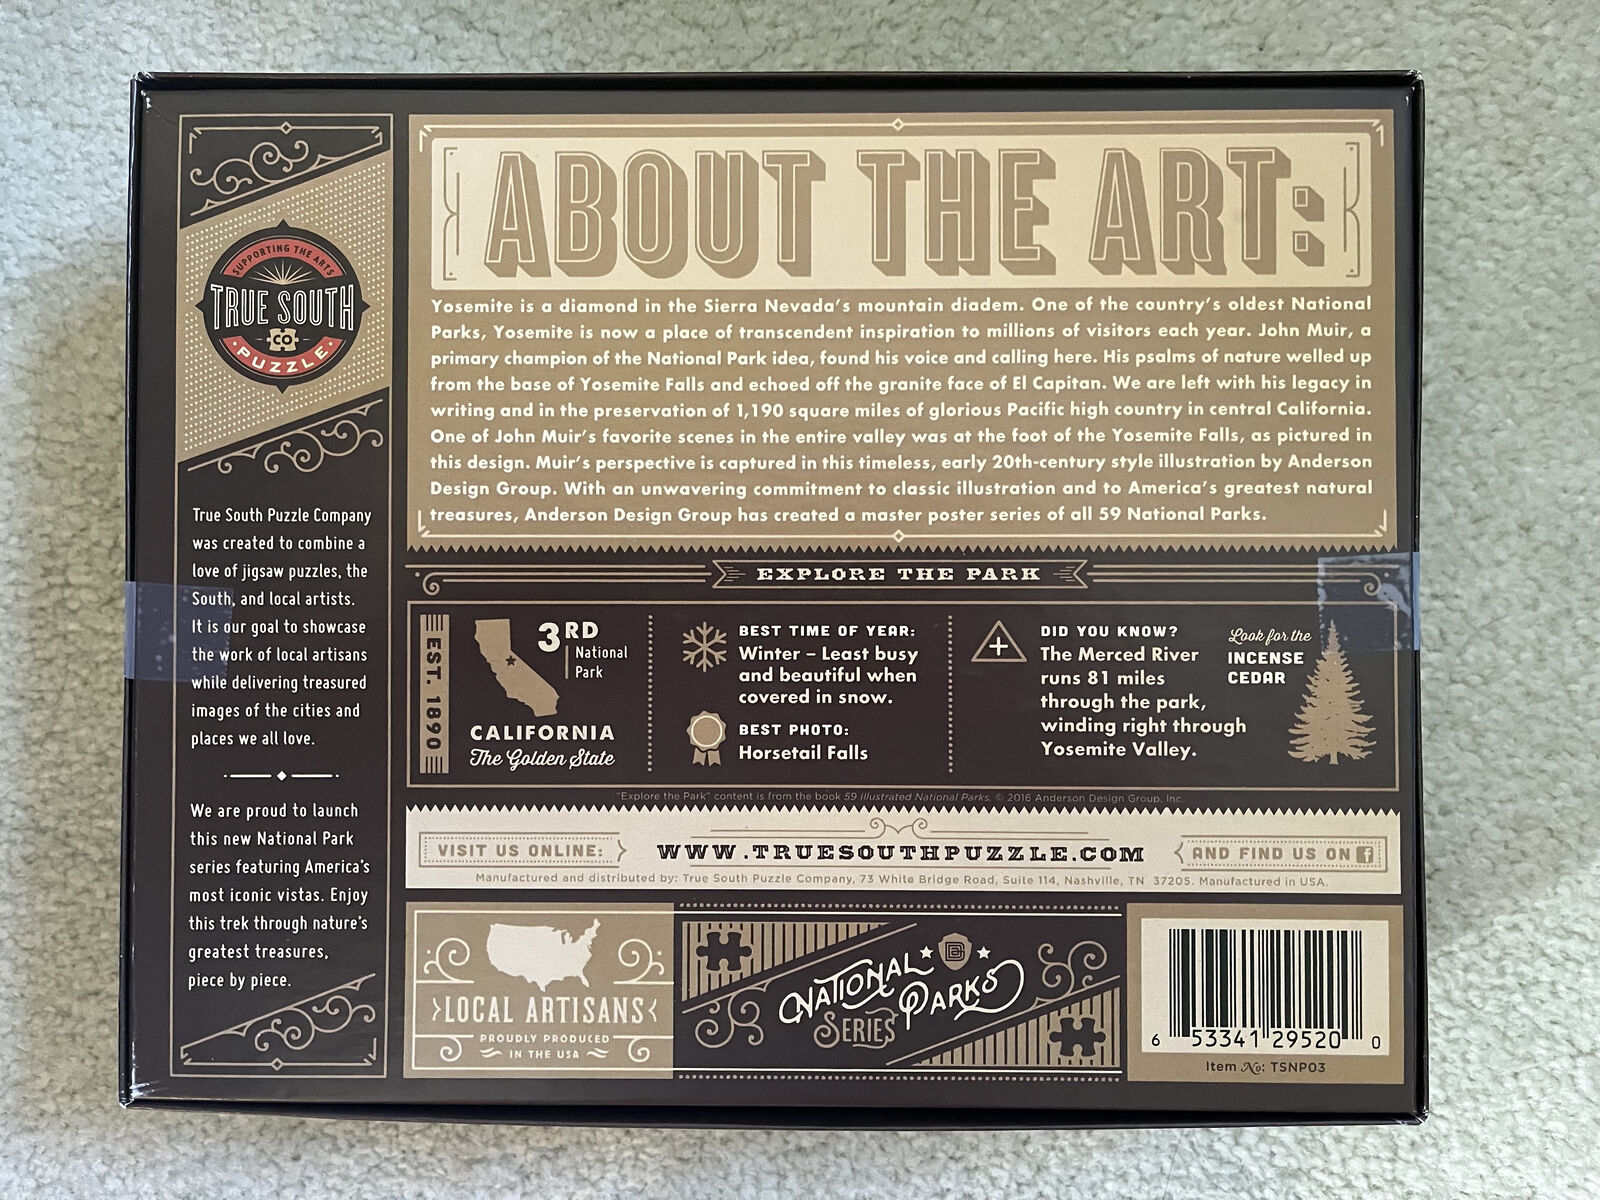 SUPPORTING THE ARTS
TRUE SOUTH
CO
PUZZLE
True South Puzzle Company
was created to combine a
love of jigsaw puzzles, the
South, and local artists.
It is our goal to showcase
the work of local artisans
while delivering treasured
images of the cities and
places we all love.
We are proud to launch
this new National Park
series featuring America's
most iconic vistas. Enjoy
this trek through nature's
greatest treasures,
piece by piece.
ABOUT THE ART:
Yosemite is a diamond in the Sierra Nevada's mountain diadem. One of the country's oldest National
Parks, Yosemite is now a place of transcendent inspiration to millions of visitors each year. John Muir, a
primary champion of the National Park idea, found his voice and calling here. His psalms of nature welled up
from the base of Yosemite Falls and echoed off the granite face of El Capitan. We are left with his legacy in
writing and in the preservation of 1,190 square miles of glorious Pacific high country in central California.
One of John Muir's favorite scenes in the entire valley was at the foot of the Yosemite Falls, as pictured in
this design. Muir's perspective is captured in this timeless, early 20th-century style illustration by Anderson
Design Group. With an unwavering commitment to classic illustration and to America's greatest natural
treasures, Anderson Design Group has created a master poster series of all 59 National Parks.
EXPLORE THE PARK
EST. 1890
3RD
National
Park
CALIFORNIA
The Golden State
BEST TIME OF YEAR:
Winter – Least busy
and beautiful when
covered in snow.
BEST PHOTO:
Horsetail Falls
DID YOU KNOW?
The Merced River
runs 81 miles
through the park,
winding right through
Yosemite Valley.
Look for the
INCENSE
CEDAR
"Explore the Park" content is from the book 59 Illustrated National Parks. © 2016 Anderson Design Group, Inc.
VISIT US ONLINE:
WWW.TRUESOUTHPUZZLE.COM
AND FIND US ON f
Manufactured and distributed by: True South Puzzle Company, 73 White Bridge Road, Suite 114, Nashville, TN 37205. Manufactured in USA.
LOCAL ARTISANS
PROUDLY PRODUCED
IN THE USA
NATIONAL
PARKS
SERIES
6 53341 29520 0
Item No: TSNP03